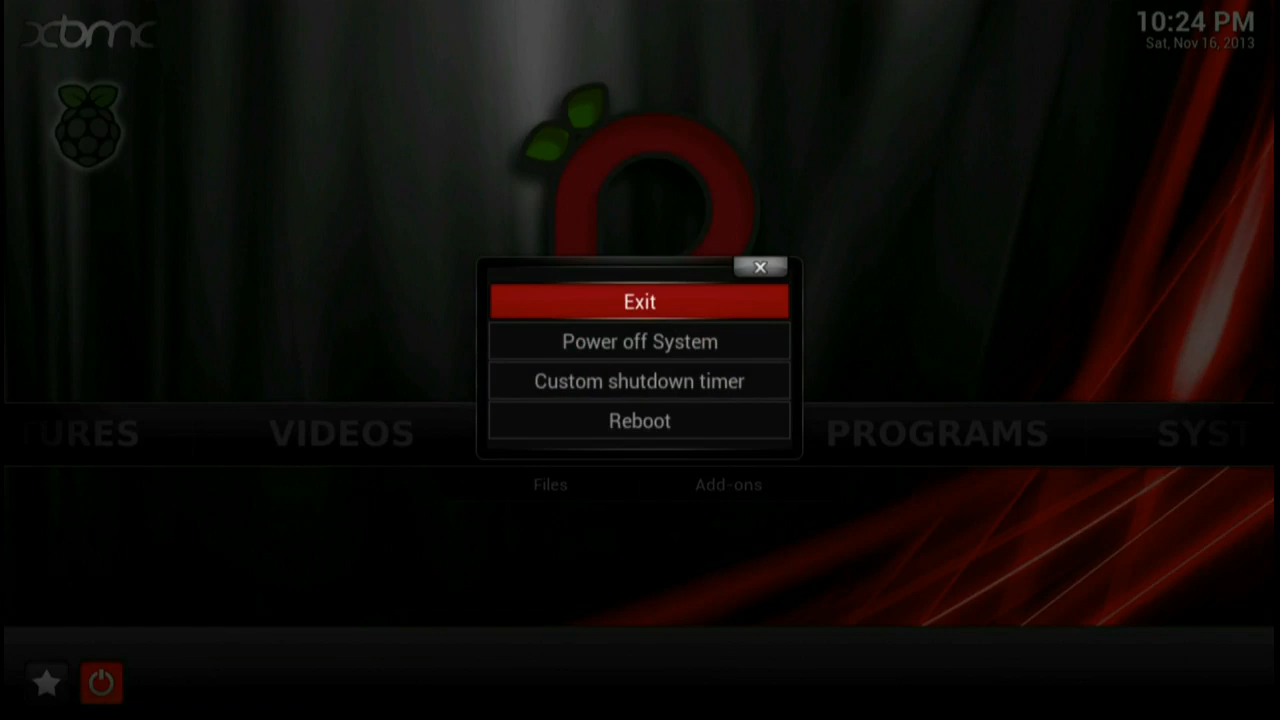 xbmc
10:24 PM
Sat, Nov 16, 2013
Exit
Power off System
Custom shutdown timer
Reboot
TURES
VIDEOS
PROGRAMS
SYST
Files
Add-ons